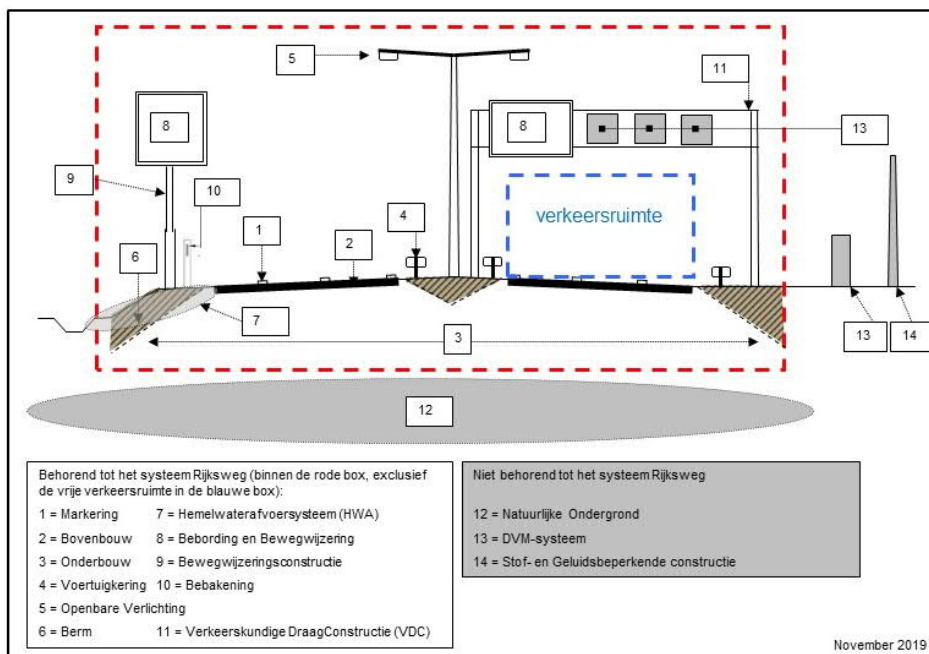 5
11
8
8
13
9
10
verkeersruimte
1
4
2
6
7
3
13
14
12
Behorend tot het systeem Rijksweg (binnen de rode box, exclusief
de vrije verkeersruimte in de blauwe box):
1 = Markering 7 = Hemelwaterafvoersysteem (HWA)
2 = Bovenbouw 8 = Bebording en Bewegwijzering
3 = Onderbouw 9 = Bewegwijzeringsconstructie
4 = Voertuigkering 10 = Bebakening
5 = Openbare Verlichting
6 = Berm 11 = Verkeerskundige DraagConstructie (VDC)
Niet behorend tot het systeem Rijksweg
12 = Natuurlijke Ondergrond
13 = DVM-systeem
14 = Stof- en Geluidsbeperkende constructie
November 2019